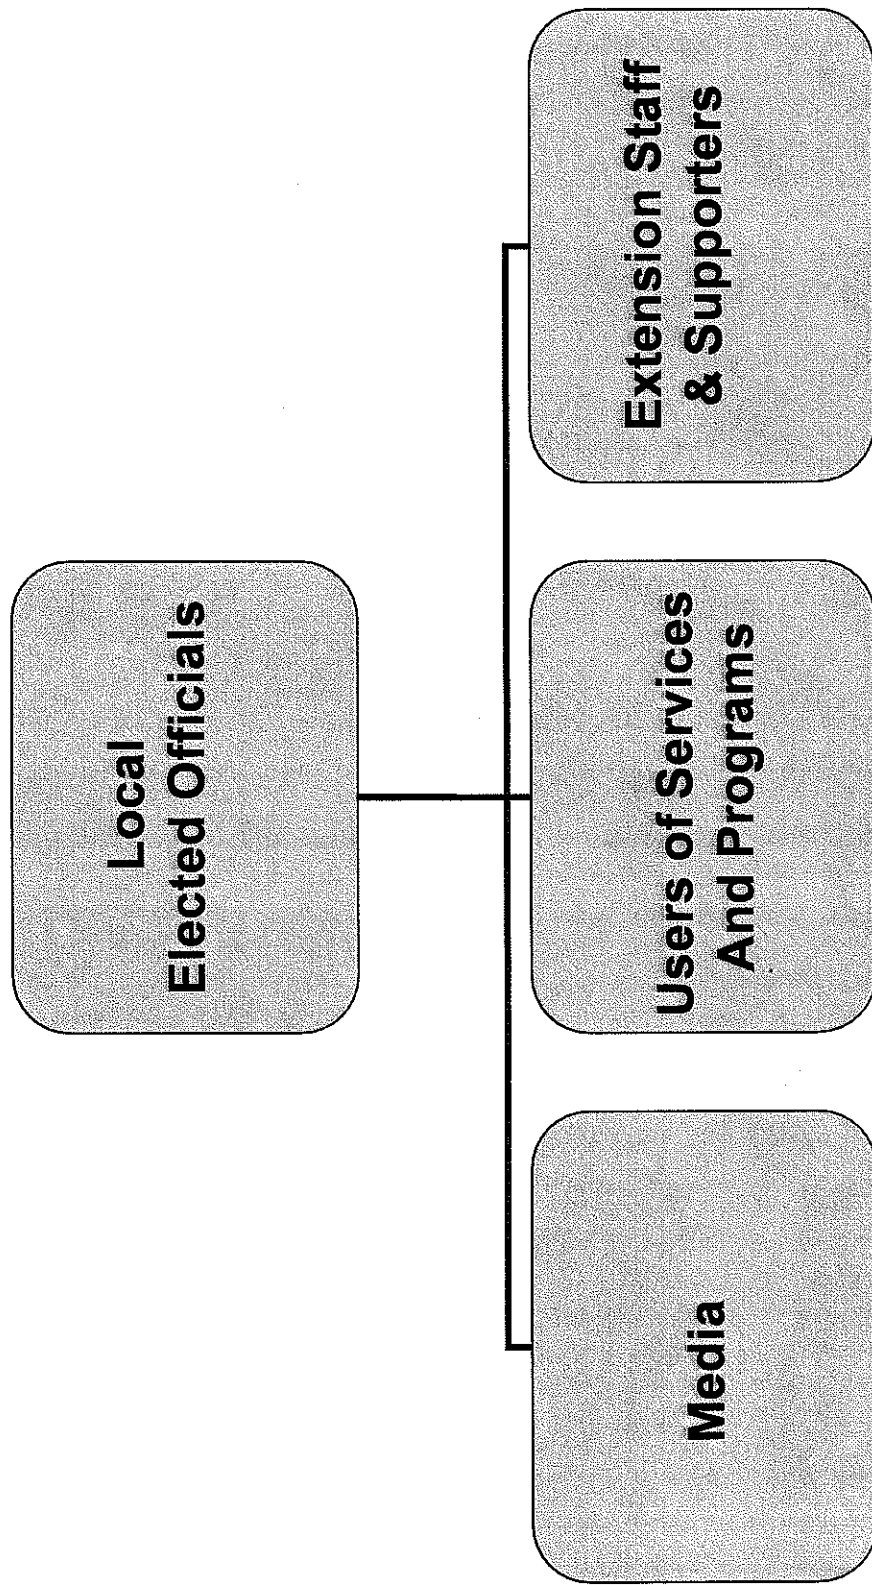 Local
Elected Officials
Media
Users of Services
And Programs
Extension Staff
& Supporters